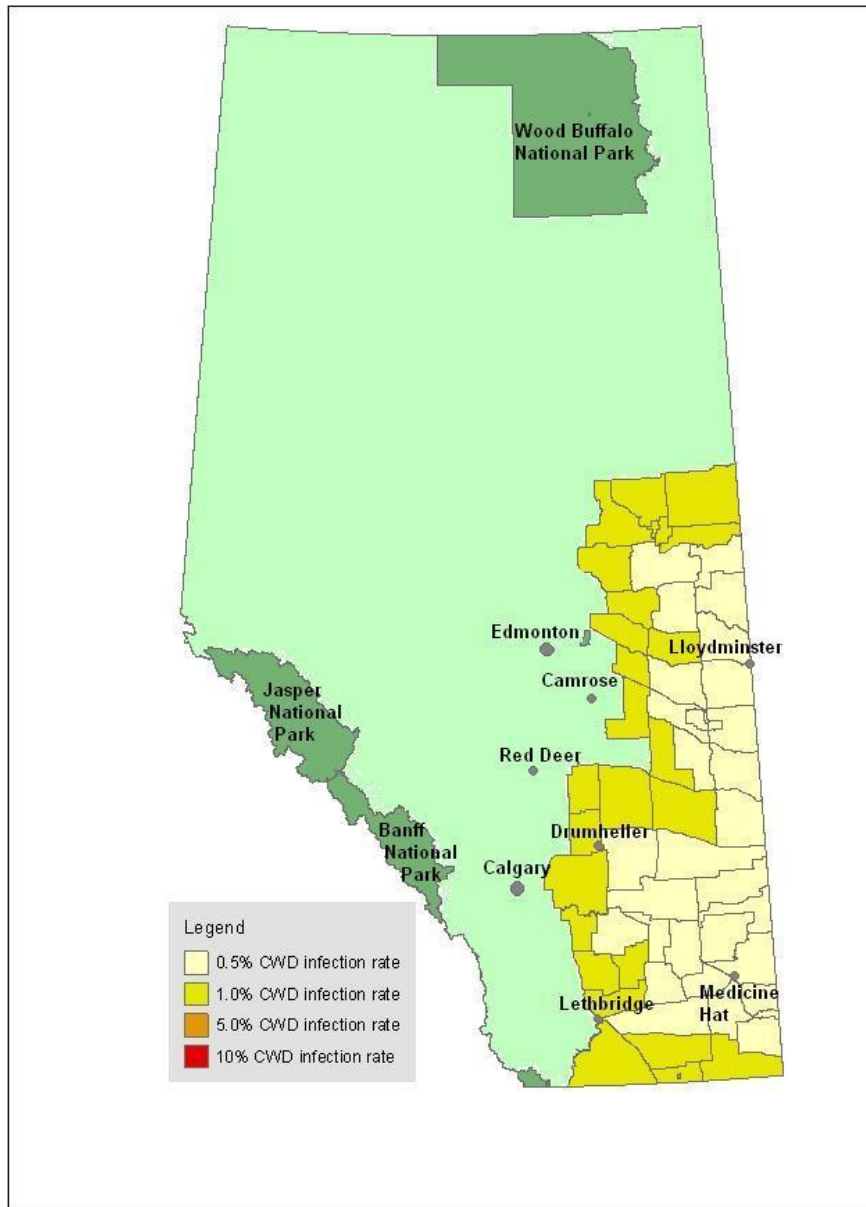 Wood Buffalo
National Park
Edmonton
Lloydminster
Camrose
Jasper
National
Park
Red Deer
Banff
National
Park
Drumheller
Calgary
Legend
0.5% CWD infection rate
1.0% CWD infection rate
5.0% CWD infection rate
10% CWD infection rate
Lethbridge
Medicine
Hat